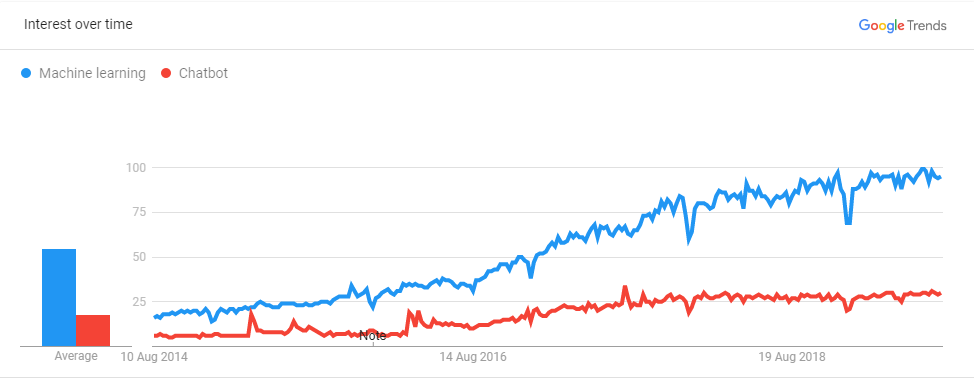 Interest over time
Google Trends
Machine learning Chatbot
100
75
50
25
Note
Average
10 Aug 2014 14 Aug 2016 19 Aug 2018